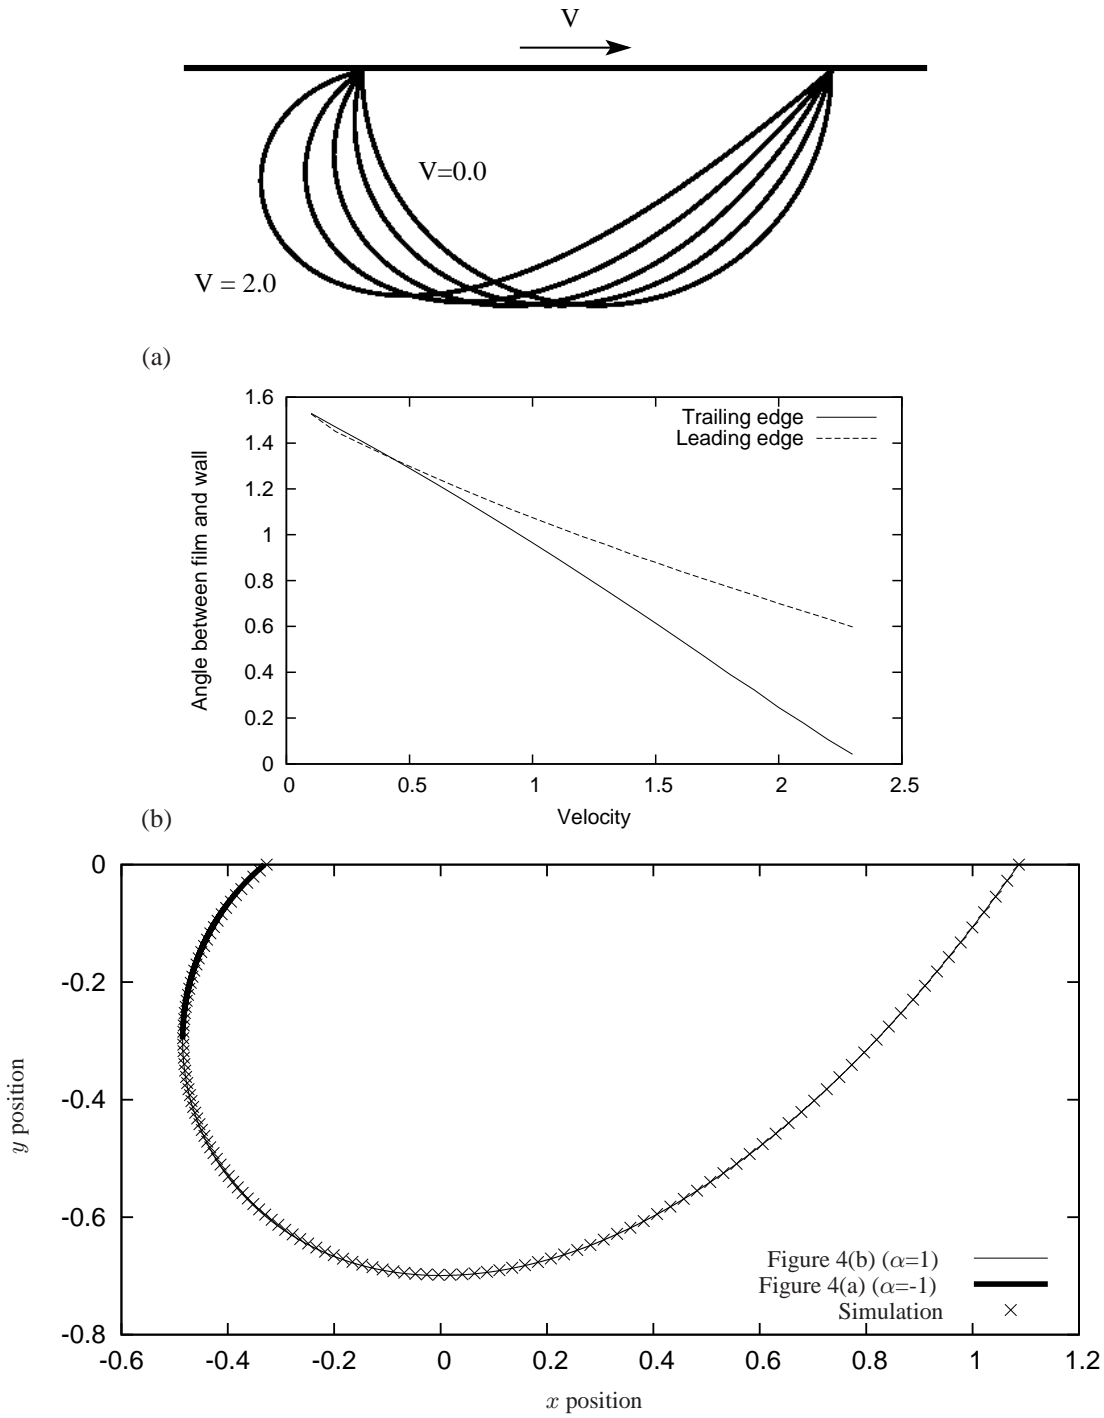 V
V=0.0
V = 2.0
(a)
1.6
1.4
1.2
1
0.8
0.6
0.4
0.2
0
Angle between film and wall
Trailing edge
Leading edge
0 0.5 1 1.5 2 2.5
Velocity
(b)
0
-0.2
-0.4
-0.6
-0.8
y position
Figure 4(b) (α=1)
Figure 4(a) (α=-1)
Simulation
-0.6 -0.4 -0.2 0 0.2 0.4 0.6 0.8 1 1.2
x position